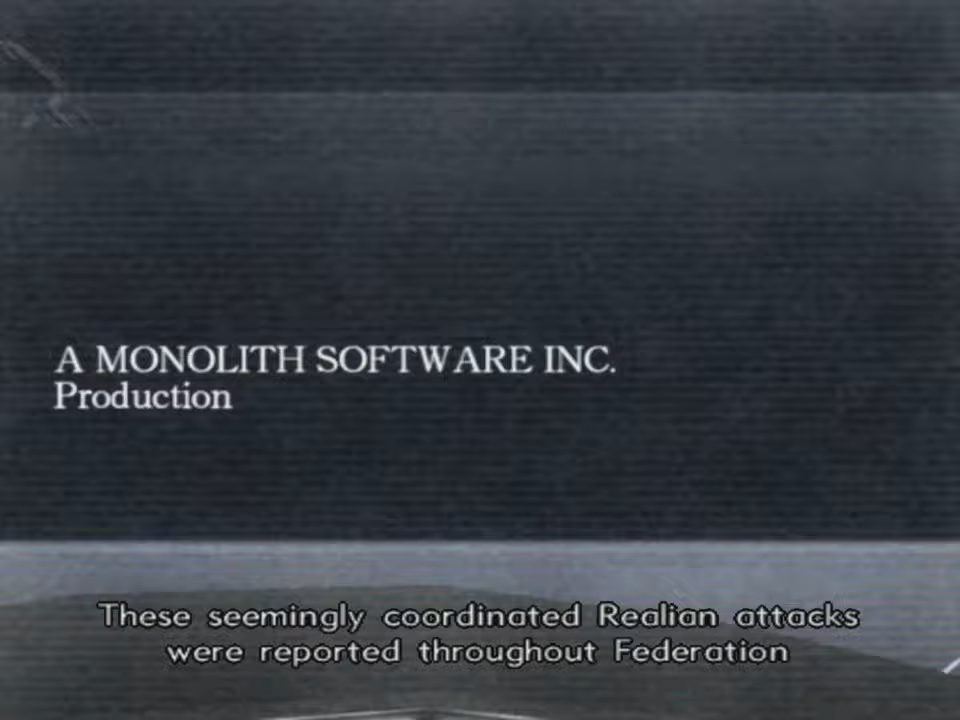 A MONOLITH SOFTWARE INC.
Production
These seemingly coordinated Realian attacks
were reported throughout Federation